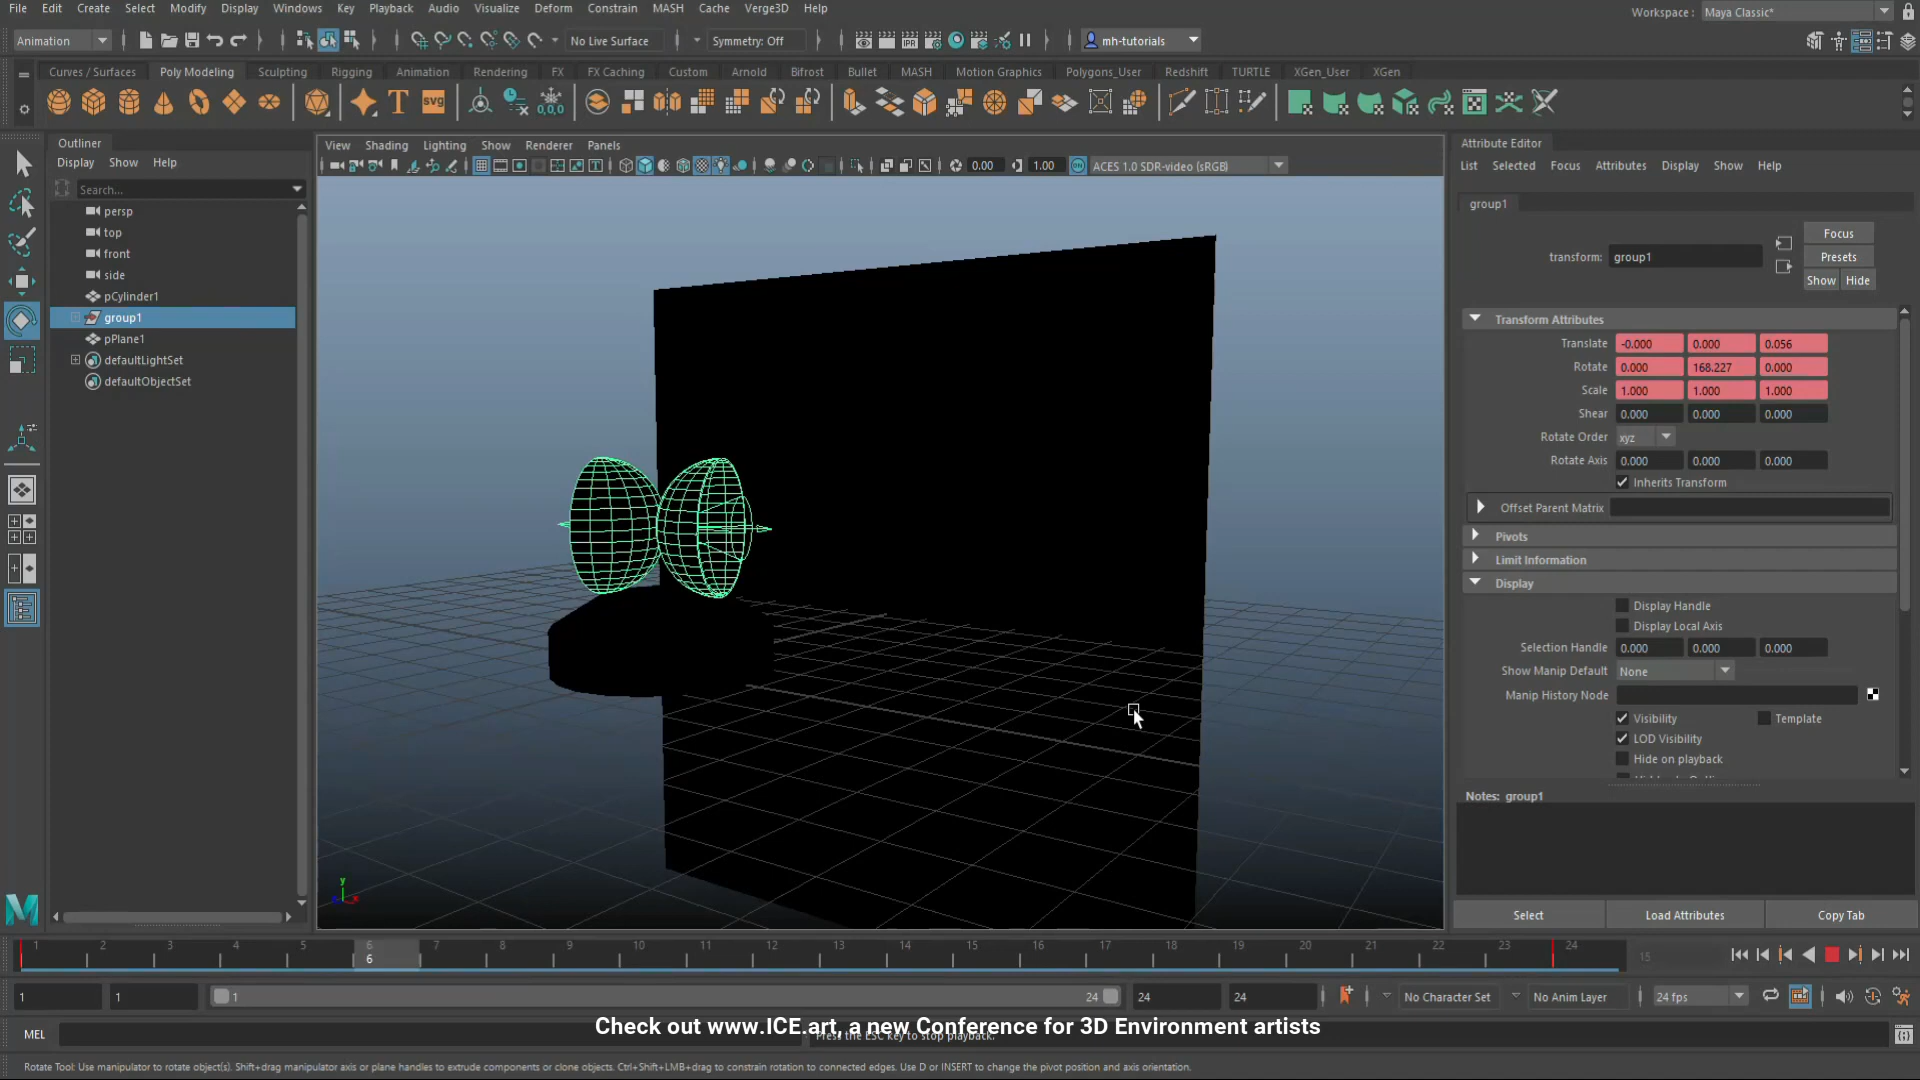 File Edit Create Select Modify Display Windows Key Playback Audio Visualize Deform Constrain MASH Cache Verge3D Help
Workspace : Maya Classic*
Animation No Live Surface Symmetry: Off IPR mh-tutorials
Curves / Surfaces Poly Modeling Sculpting Rigging Animation Rendering FX FX Caching Custom Arnold Bifrost Bullet MASH Motion Graphics Polygons_User Redshift TURTLE XGen_User XGen
T SVG 0,0,0
Outliner
Display Show Help
Search...
persp
top
front
side
pCylinder1
group1
pPlane1
defaultLightSet
defaultObjectSet
View Shading Lighting Show Renderer Panels
0.00 1.00 ACES 1.0 SDR-video (sRGB)
y
x
Attribute Editor
List Selected Focus Attributes Display Show Help
group1
transform: group1
Focus
Presets
Show Hide
Transform Attributes
Translate -0.000 0.000 0.056
Rotate 0.000 168.227 0.000
Scale 1.000 1.000 1.000
Shear 0.000 0.000 0.000
Rotate Order xyz
Rotate Axis 0.000 0.000 0.000
Inherits Transform
Offset Parent Matrix
Pivots
Limit Information
Display
Display Handle
Display Local Axis
Selection Handle 0.000 0.000 0.000
Show Manip Default None
Manip History Node
Visibility Template
LOD Visibility
Hide on playback
Notes: group1
Select Load Attributes Copy Tab
1 2 3 4 5 6 7 8 9 10 11 12 13 14 15 16 17 18 19 20 21 22 23 24
6
15
1 1 1 24 24 24 No Character Set No Anim Layer 24 fps
MEL
Check out www.ICE.art, a new Conference for 3D Environment artists
Press the ESC key to stop playback.
Rotate Tool: Use manipulator to rotate object(s). Shift+drag manipulator axis or plane handles to extrude components or clone objects. Ctrl+Shift+LMB+drag to constrain rotation to connected edges. Use D or INSERT to change the pivot position and axis orientation.